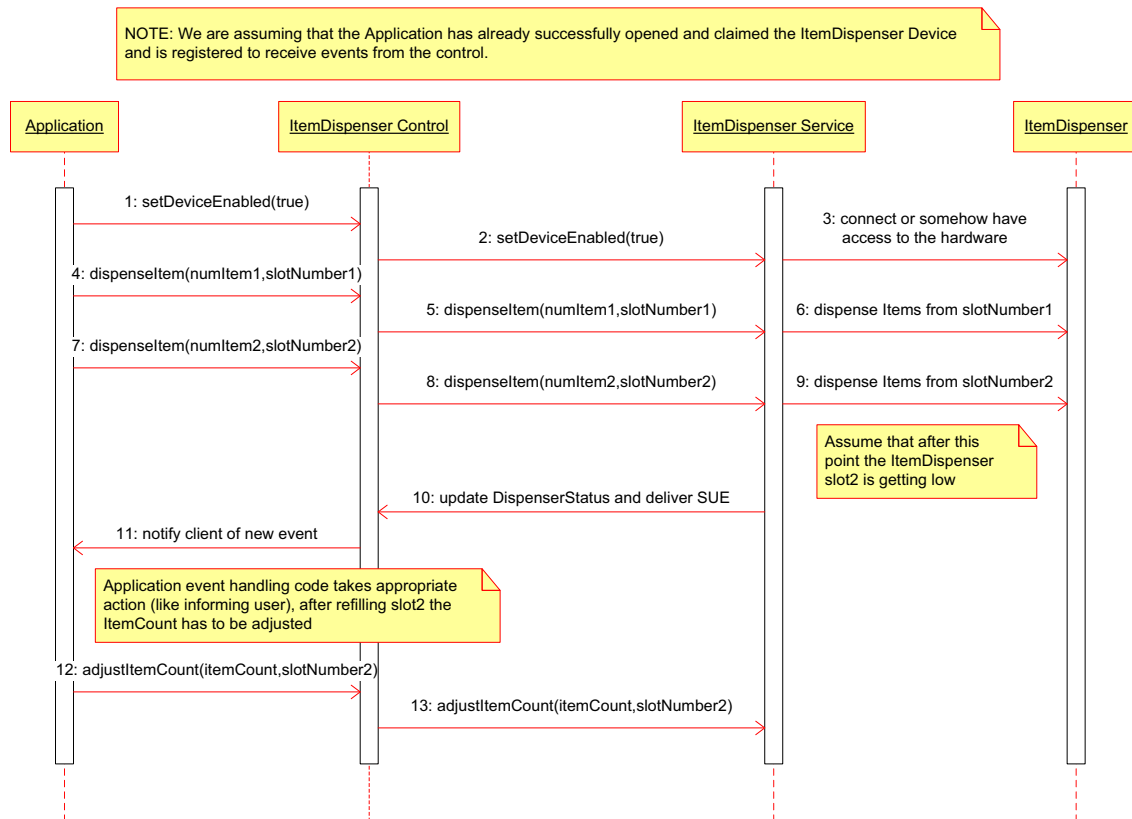 NOTE: We are assuming that the Application has already successfully opened and claimed the ItemDispenser Device
and is registered to receive events from the control.
Application
ItemDispenser Control
ItemDispenser Service
ItemDispenser
1: setDeviceEnabled(true)
2: setDeviceEnabled(true)
3: connect or somehow have
access to the hardware
4: dispenseItem(numItem1,slotNumber1)
5: dispenseItem(numItem1,slotNumber1)
6: dispense Items from slotNumber1
7: dispenseItem(numItem2,slotNumber2)
8: dispenseItem(numItem2,slotNumber2)
9: dispense Items from slotNumber2
Assume that after this
point the ItemDispenser
slot2 is getting low
10: update DispenserStatus and deliver SUE
11: notify client of new event
Application event handling code takes appropriate
action (like informing user), after refilling slot2 the
ItemCount has to be adjusted
12: adjustItemCount(itemCount,slotNumber2)
13: adjustItemCount(itemCount,slotNumber2)